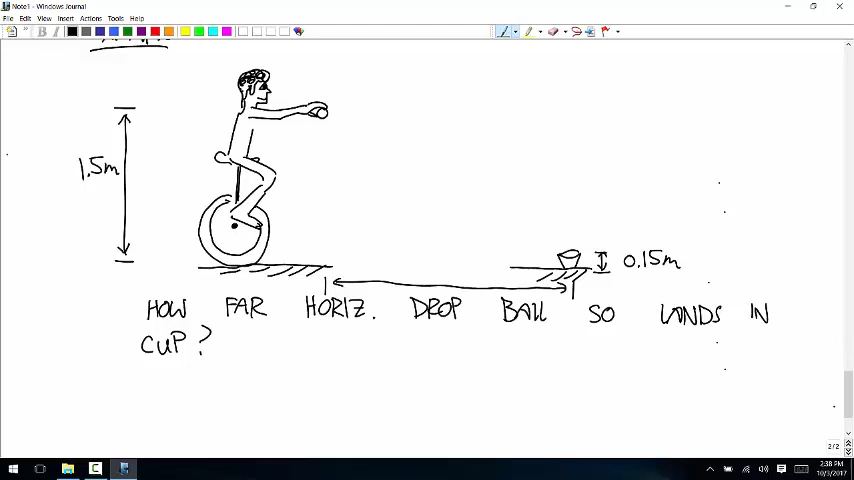 Note1 - Windows Journal
File Edit View Insert Actions Tools Help
B I
1.5m
0.15m
HOW FAR HORIZ. DROP BALL SO LANDS IN
CUP?
2/2
2:38 PM
10/3/2017